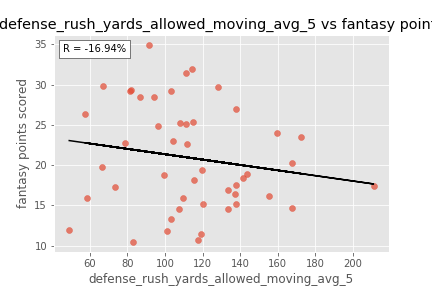 defense_rush_yards_allowed_moving_avg_5 vs fantasy poin
R = -16.94%
35
30
25
20
15
10
fantasy points scored
60 80 100 120 140 160 180 200
defense_rush_yards_allowed_moving_avg_5